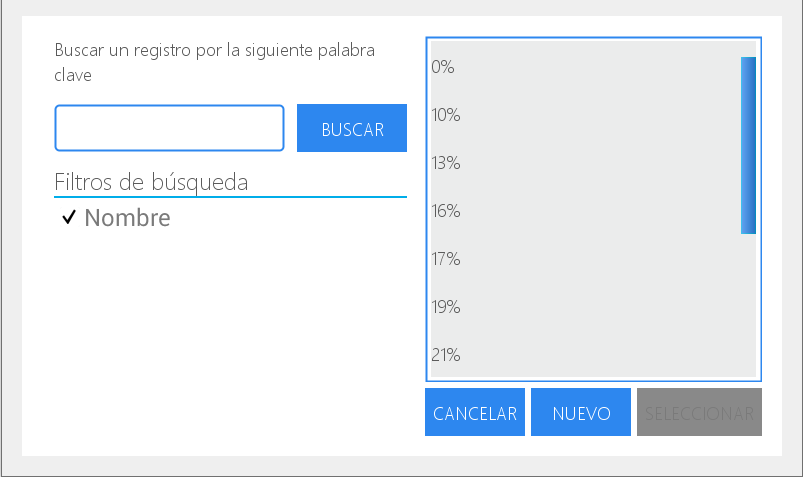 Buscar un registro por la siguiente palabra
clave
BUSCAR
Filtros de búsqueda
Nombre
0%
10%
13%
16%
17%
19%
21%
CANCELAR
NUEVO
SELECCIONAR